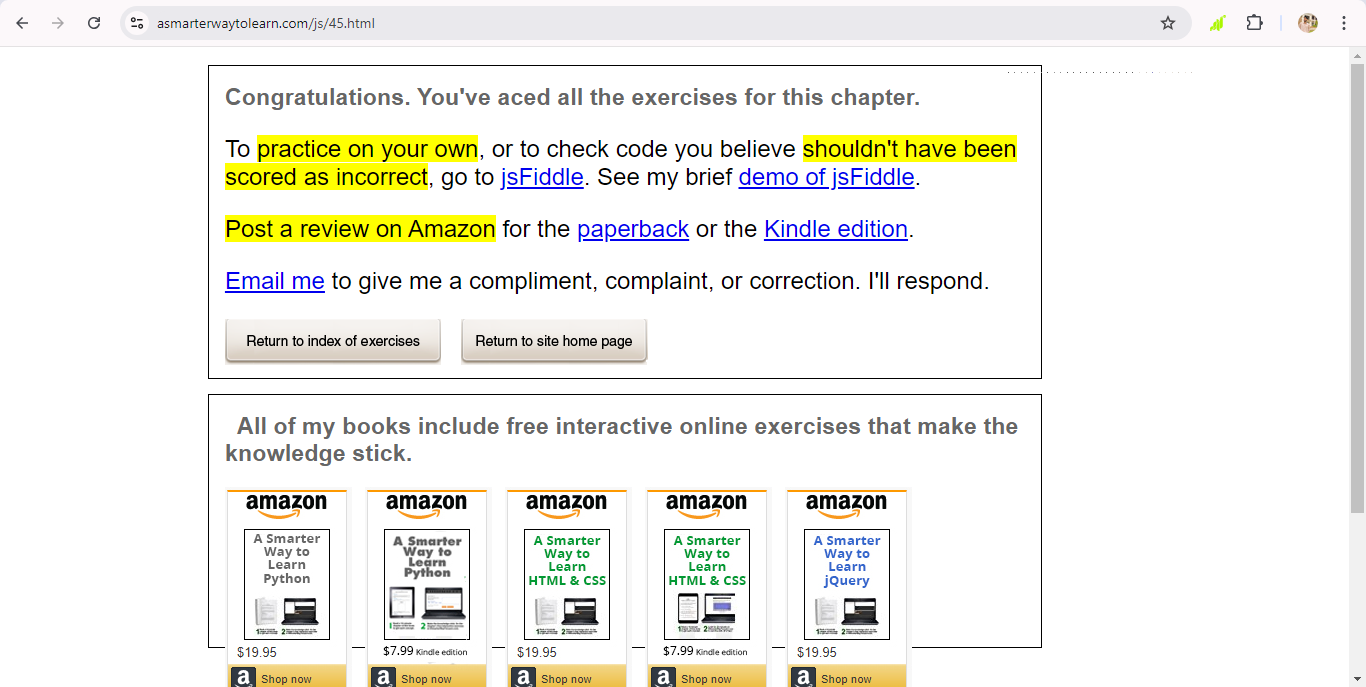 asmarterwaytolearn.com/js/45.html
Congratulations. You've aced all the exercises for this chapter.
To practice on your own, or to check code you believe shouldn't have been
scored as incorrect, go to jsFiddle. See my brief demo of jsFiddle.
Post a review on Amazon for the paperback or the Kindle edition.
Email me to give me a compliment, complaint, or correction. I'll respond.
Return to index of exercises Return to site home page
All of my books include free interactive online exercises that make the
knowledge stick.
amazon amazon amazon amazon amazon
A Smarter
Way to
Learn
Python
A Smarter
Way to
Learn
Python
A Smarter
Way to
Learn
HTML & CSS
A Smarter
Way to
Learn
HTML & CSS
A Smarter
Way to
Learn
jQuery
$19.95 $7.99 Kindle edition $19.95 $7.99 Kindle edition $19.95
a Shop now a Shop now a Shop now a Shop now a Shop now